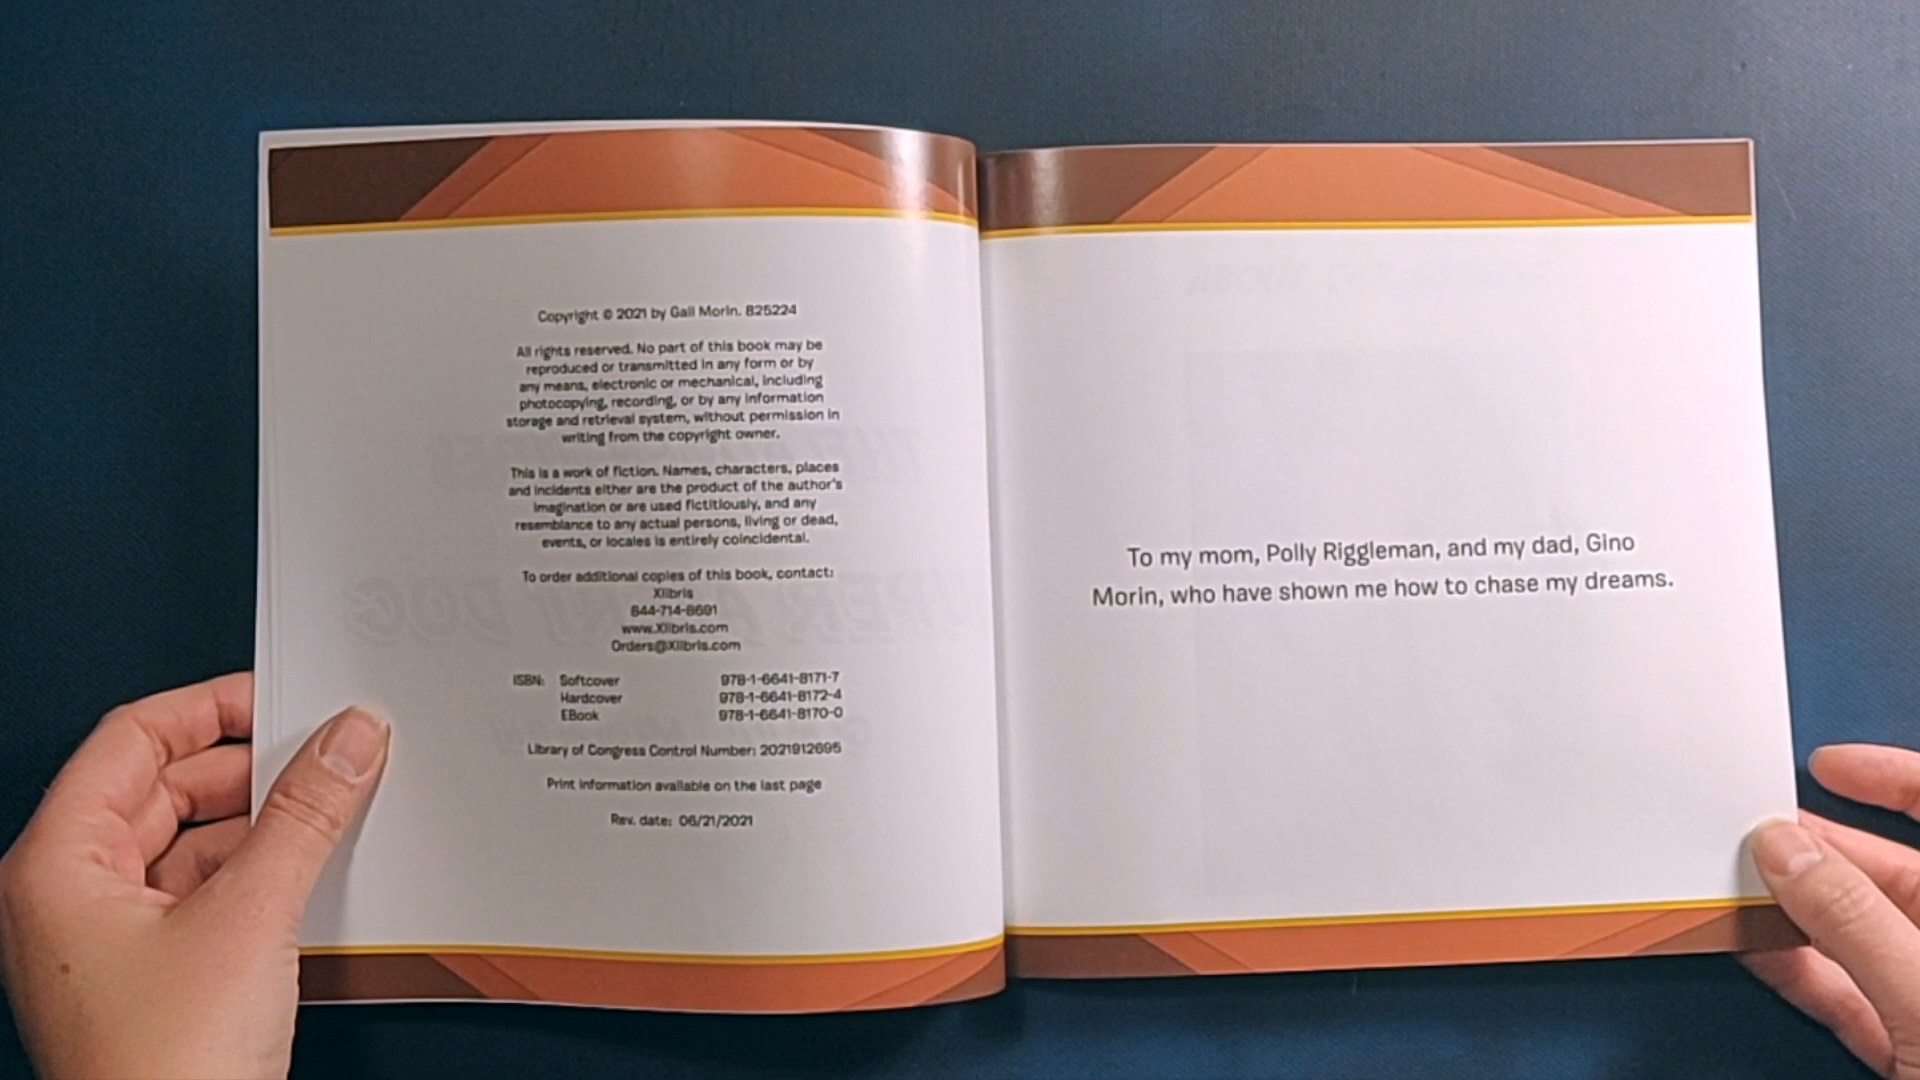 Copyright © 2021 by Gail Morin. 825224
All rights reserved. No part of this book may be
reproduced or transmitted in any form or by
any means, electronic or mechanical, including
photocopying, recording, or by any information
storage and retrieval system, without permission in
writing from the copyright owner.
This is a work of fiction. Names, characters, places
and incidents either are the product of the author's
imagination or are used fictitiously, and any
resemblance to any actual persons, living or dead,
events, or locales is entirely coincidental.
To order additional copies of this book, contact:
Xlibris
844-714-8691
www.Xlibris.com
Orders@Xlibris.com
ISBN: Softcover 978-1-6641-8171-7
Hardcover 978-1-6641-8172-4
EBook 978-1-6641-8170-0
Library of Congress Control Number: 2021912695
Print information available on the last page
Rev. date: 06/21/2021
To my mom, Polly Riggleman, and my dad, Gino
Morin, who have shown me how to chase my dreams.